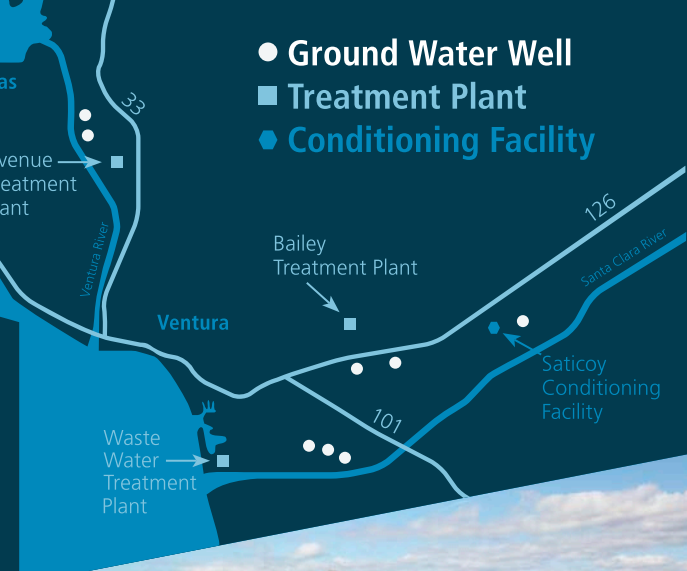 Ground Water Well
Treatment Plant
Conditioning Facility
as
33
venue
eatment
ant
Ventura River
126
Santa Clara River
Bailey
Treatment Plant
Ventura
Saticoy
Conditioning
Facility
101
Waste
Water
Treatment
Plant